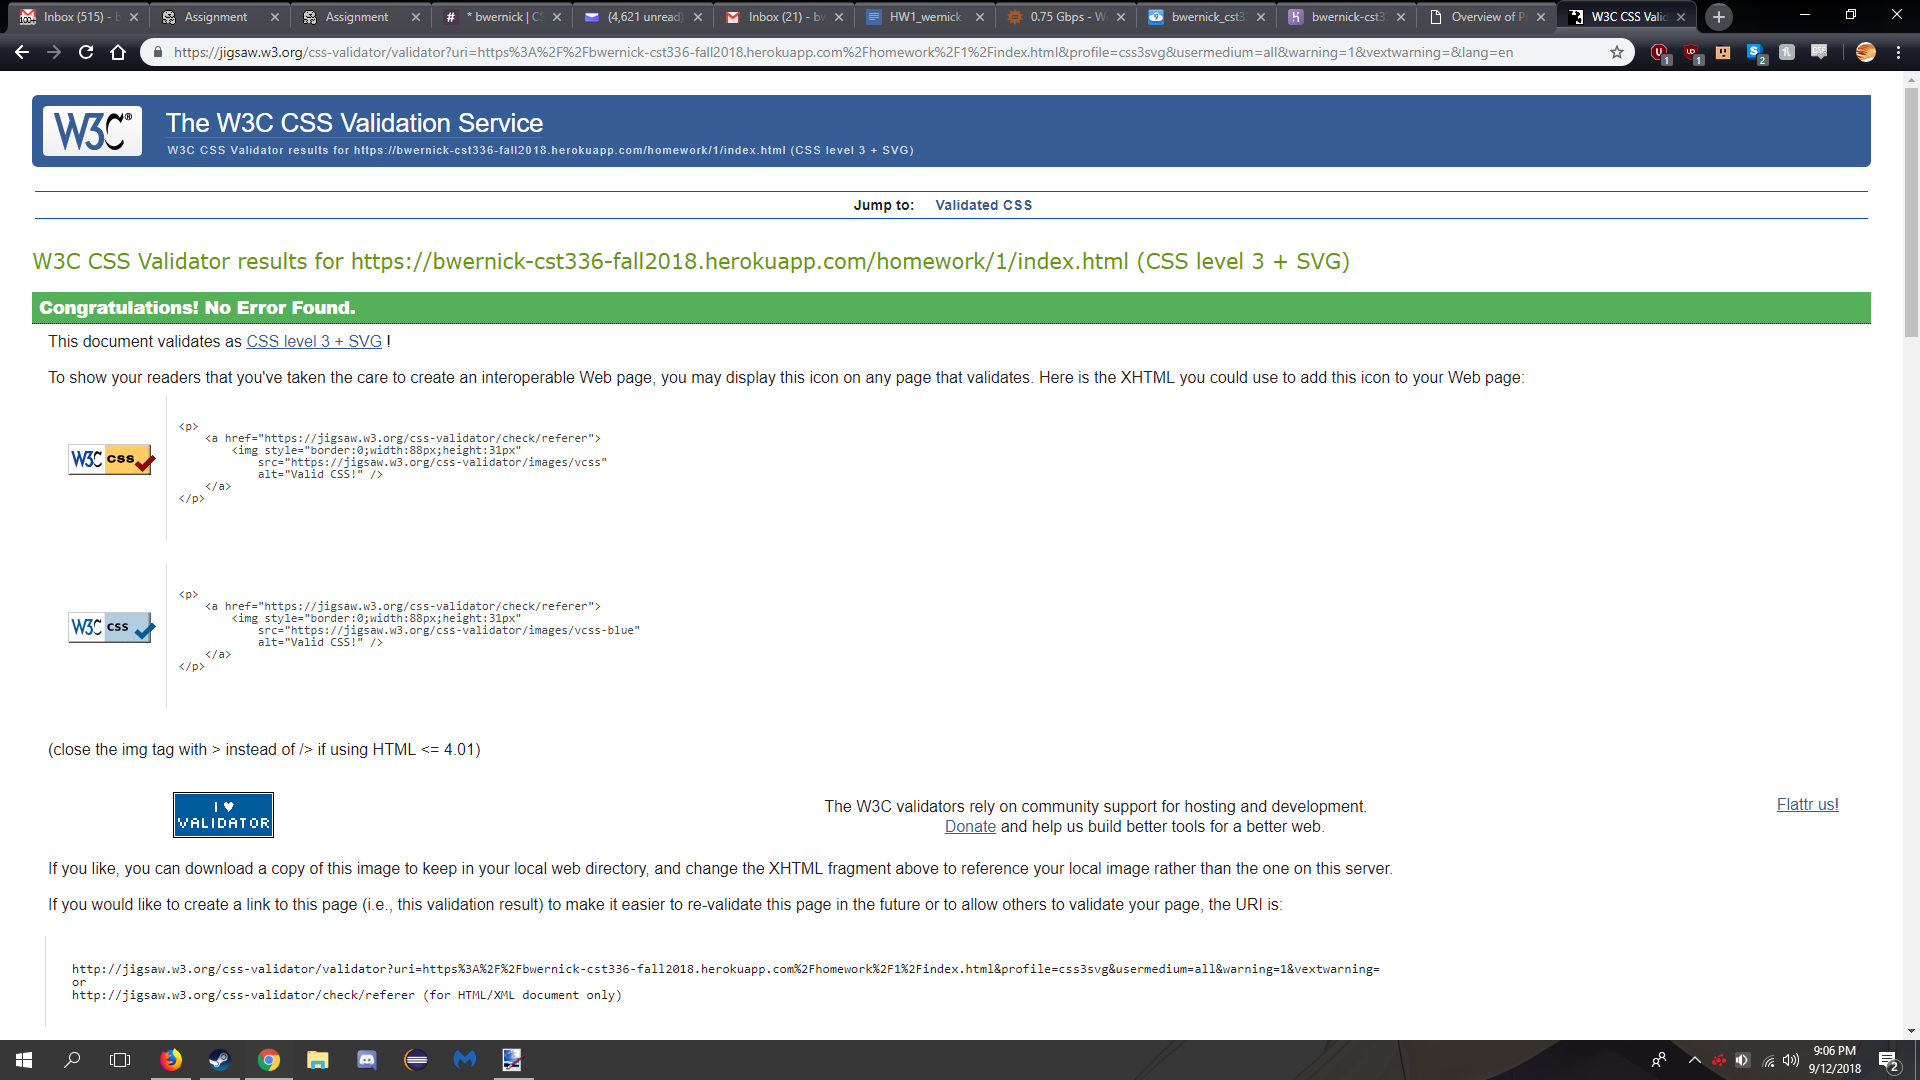 Inbox (515) - b
Assignment
Assignment
* bwernick | CS
(4,621 unread)
Inbox (21) - bw
HW1_wernick
0.75 Gbps - W
bwernick_cst3
bwernick-cst3
Overview of P
W3C CSS Valid
https://jigsaw.w3.org/css-validator/validator?uri=https%3A%2F%2Fbwernick-cst336-fall2018.herokuapp.com%2Fhomework%2F1%2Findex.html&profile=css3svg&usermedium=all&warning=1&vextwarning=&lang=en
W3C®
The W3C CSS Validation Service
W3C CSS Validator results for https://bwernick-cst336-fall2018.herokuapp.com/homework/1/index.html (CSS level 3 + SVG)
Jump to: Validated CSS
W3C CSS Validator results for https://bwernick-cst336-fall2018.herokuapp.com/homework/1/index.html (CSS level 3 + SVG)
Congratulations! No Error Found.
This document validates as CSS level 3 + SVG !
To show your readers that you've taken the care to create an interoperable Web page, you may display this icon on any page that validates. Here is the XHTML you could use to add this icon to your Web page:
W3C css
<p>
<a href="https://jigsaw.w3.org/css-validator/check/referer">
<img style="border:0;width:88px;height:31px"
src="https://jigsaw.w3.org/css-validator/images/vcss"
alt="Valid CSS!" />
</a>
</p>
W3C css
<p>
<a href="https://jigsaw.w3.org/css-validator/check/referer">
<img style="border:0;width:88px;height:31px"
src="https://jigsaw.w3.org/css-validator/images/vcss-blue"
alt="Valid CSS!" />
</a>
</p>
(close the img tag with > instead of /> if using HTML <= 4.01)
I ♥
VALIDATOR
The W3C validators rely on community support for hosting and development.
Donate and help us build better tools for a better web.
Flattr us!
If you like, you can download a copy of this image to keep in your local web directory, and change the XHTML fragment above to reference your local image rather than the one on this server.
If you would like to create a link to this page (i.e., this validation result) to make it easier to re-validate this page in the future or to allow others to validate your page, the URI is:
http://jigsaw.w3.org/css-validator/validator?uri=https%3A%2F%2Fbwernick-cst336-fall2018.herokuapp.com%2Fhomework%2F1%2Findex.html&profile=css3svg&usermedium=all&warning=1&vextwarning=
or
http://jigsaw.w3.org/css-validator/check/referer (for HTML/XML document only)
9:06 PM
9/12/2018
2